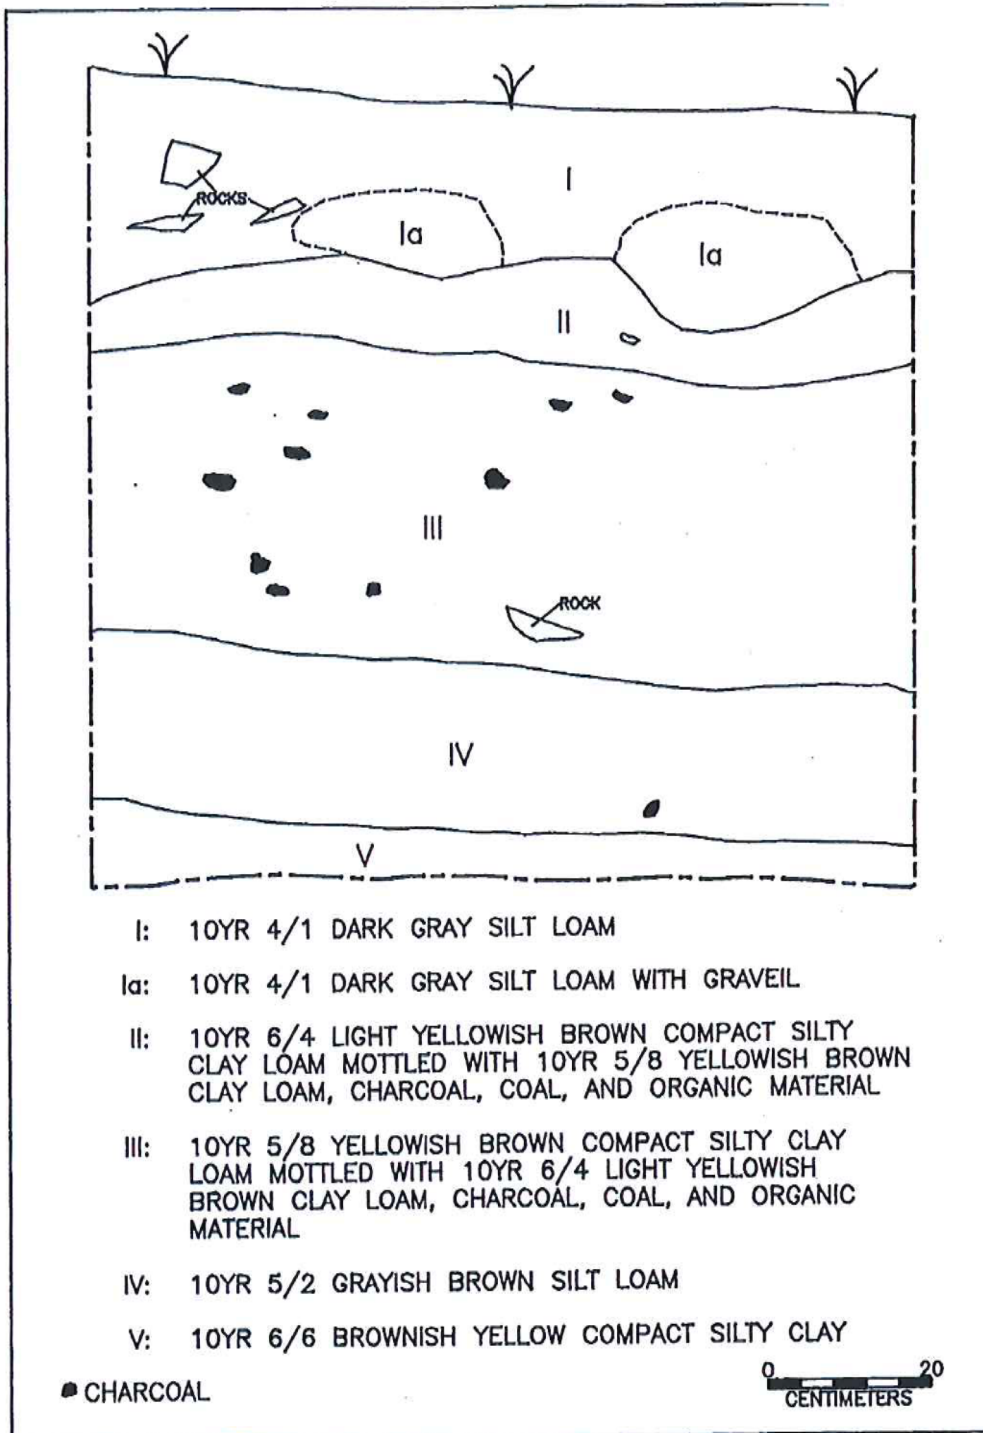 I
ROCKS
Ia
Ia
II
III
ROCK
IV
V
I: 10YR 4/1 DARK GRAY SILT LOAM
Ia: 10YR 4/1 DARK GRAY SILT LOAM WITH GRAVEIL
II: 10YR 6/4 LIGHT YELLOWISH BROWN COMPACT SILTY
CLAY LOAM MOTTLED WITH 10YR 5/8 YELLOWISH BROWN
CLAY LOAM, CHARCOAL, COAL, AND ORGANIC MATERIAL
III: 10YR 5/8 YELLOWISH BROWN COMPACT SILTY CLAY
LOAM MOTTLED WITH 10YR 6/4 LIGHT YELLOWISH
BROWN CLAY LOAM, CHARCOAL, COAL, AND ORGANIC
MATERIAL
IV: 10YR 5/2 GRAYISH BROWN SILT LOAM
V: 10YR 6/6 BROWNISH YELLOW COMPACT SILTY CLAY
CHARCOAL
0 20
CENTIMETERS